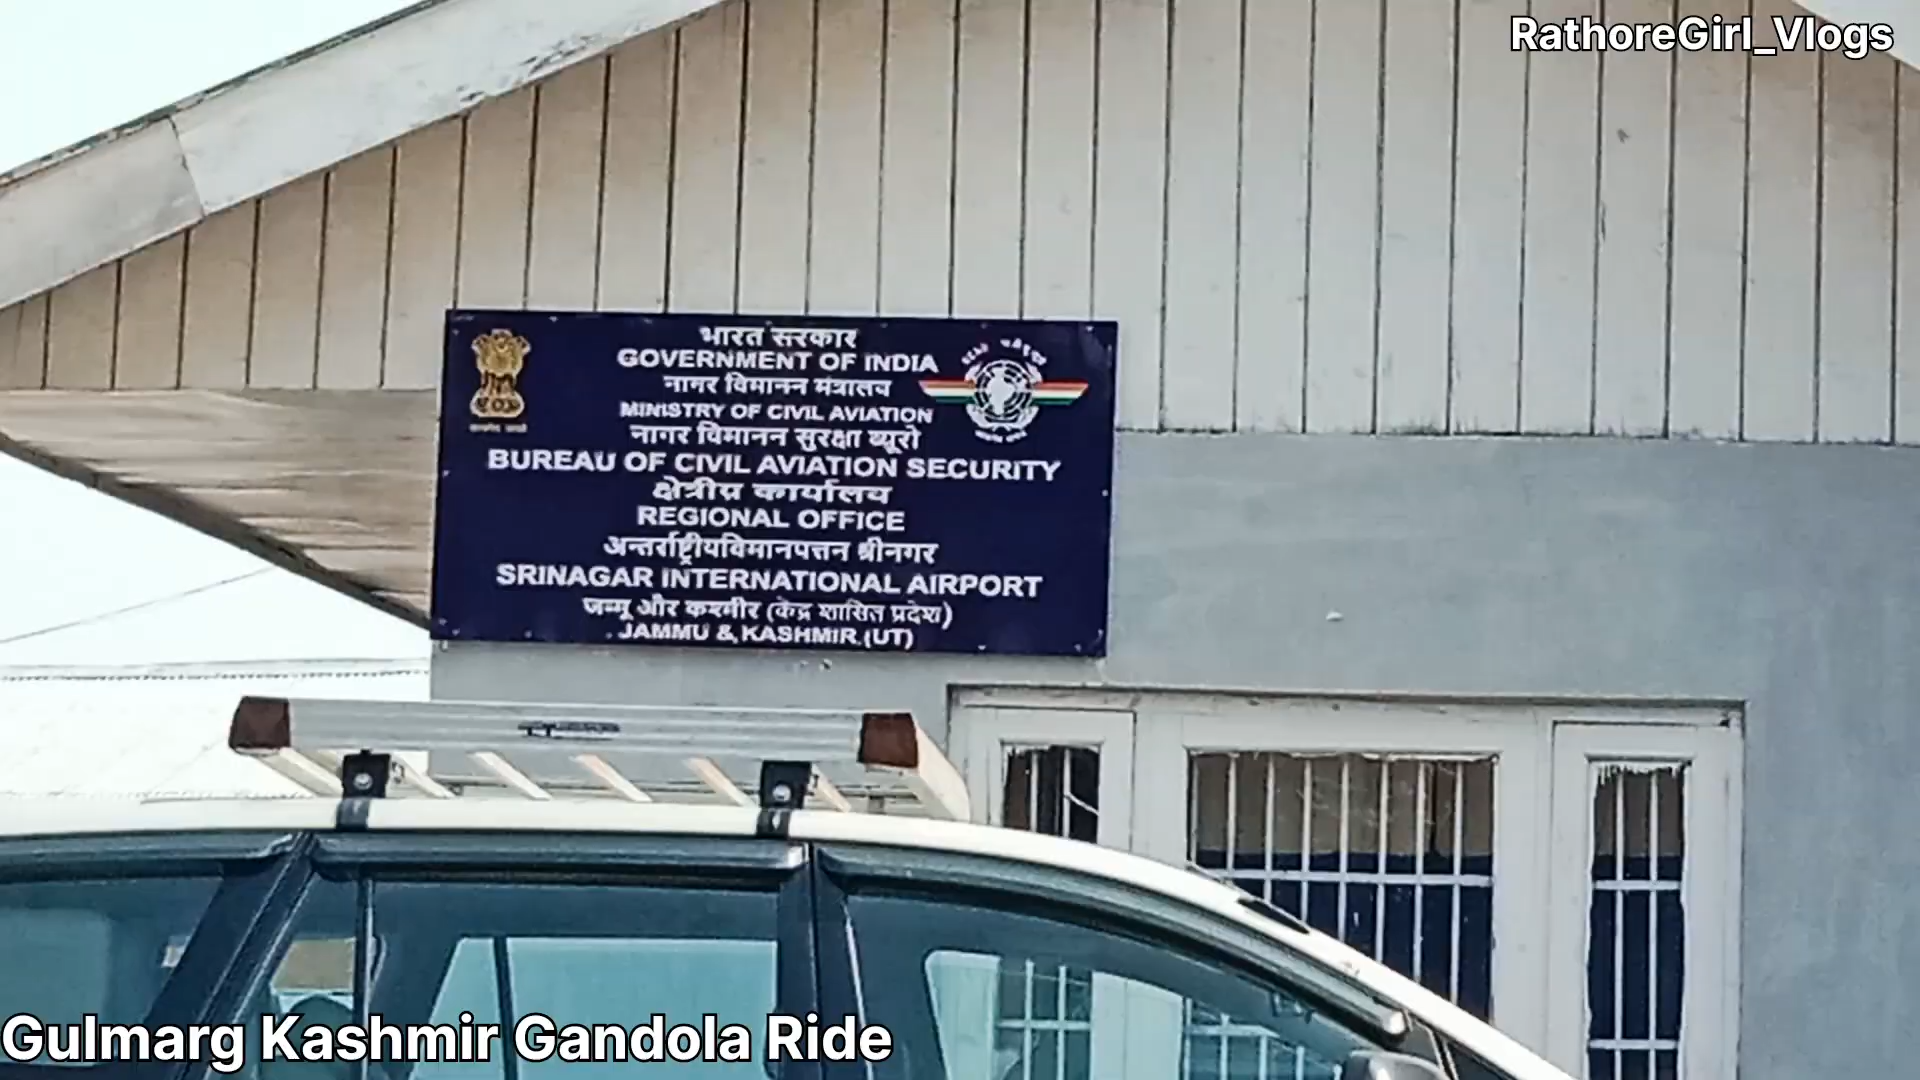 RathoreGirl_Vlogs
भारत सरकार
GOVERNMENT OF INDIA
नागर विमानन मंत्रालय
MINISTRY OF CIVIL AVIATION
नागर विमानन सुरक्षा ब्यूरो
BUREAU OF CIVIL AVIATION SECURITY
क्षेत्रीय कार्यालय
REGIONAL OFFICE
अन्तर्राष्ट्रीयविमानपत्तन श्रीनगर
SRINAGAR INTERNATIONAL AIRPORT
जम्मू और कश्मीर (केंद्र शासित प्रदेश)
JAMMU & KASHMIR (UT)
Gulmarg Kashmir Gandola Ride